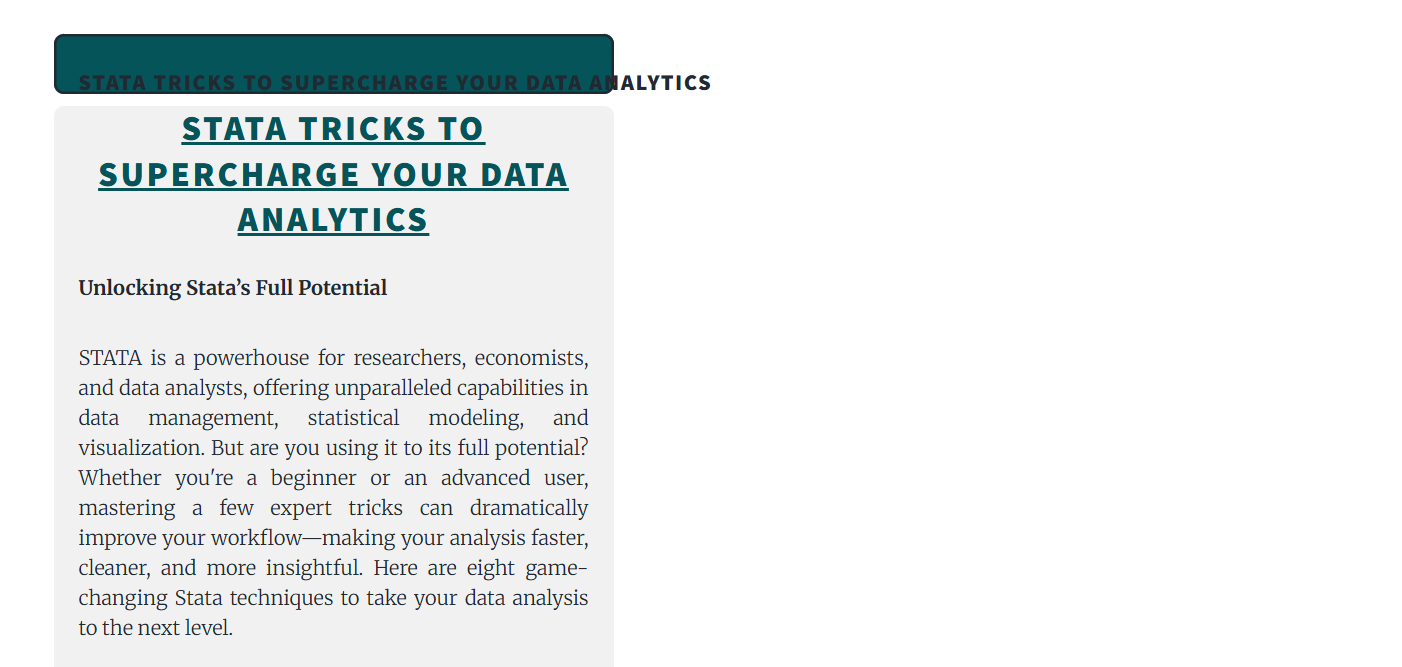 STATA TRICKS TO SUPERCHARGE YOUR DATA ANALYTICS
STATA TRICKS TO
SUPERCHARGE YOUR DATA
ANALYTICS
Unlocking Stata’s Full Potential
STATA is a powerhouse for researchers, economists,
and data analysts, offering unparalleled capabilities in
data management, statistical modeling, and
visualization. But are you using it to its full potential?
Whether you're a beginner or an advanced user,
mastering a few expert tricks can dramatically
improve your workflow—making your analysis faster,
cleaner, and more insightful. Here are eight game-
changing Stata techniques to take your data analysis
to the next level.